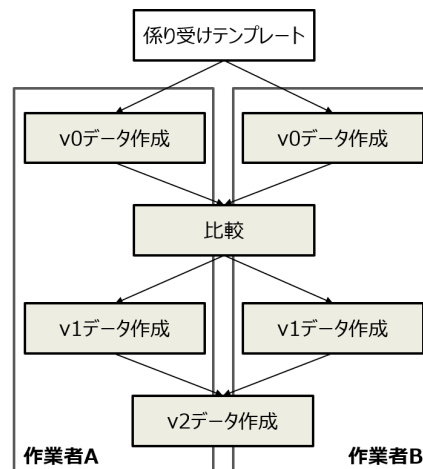 係り受けテンプレート
v0データ作成
v0データ作成
比較
v1データ作成
v1データ作成
v2データ作成
作業者A
作業者B